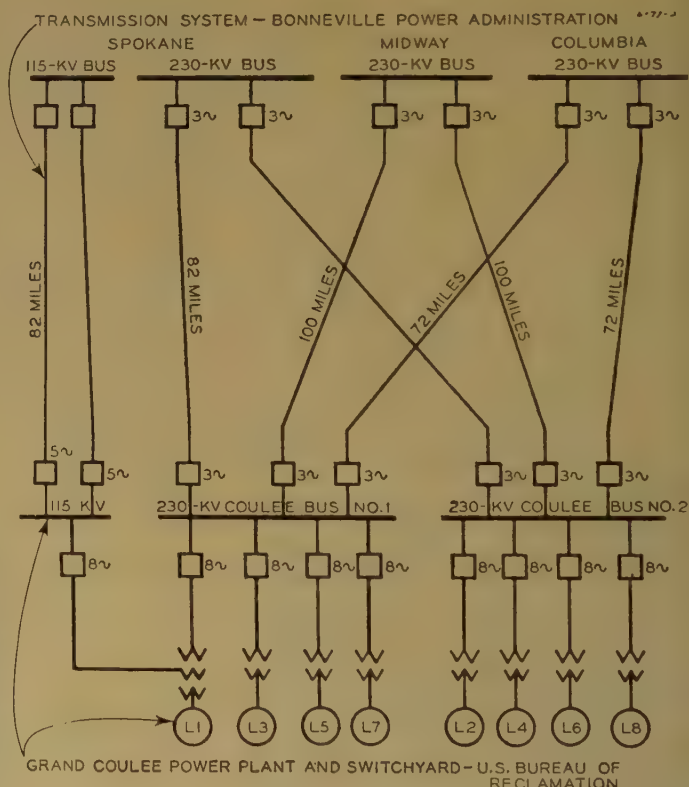 TRANSMISSION SYSTEM – BONNEVILLE POWER ADMINISTRATION
SPOKANE MIDWAY COLUMBIA
115-KV BUS 230-KV BUS 230-KV BUS 230-KV BUS
3~ 3~ 3~ 3~ 3~ 3~
82 MILES
82 MILES
100 MILES
72 MILES
100 MILES
72 MILES
5~ 5~ 3~ 3~ 3~ 3~ 3~ 3~
115 KV 230-KV COULEE BUS NO.1 230-KV COULEE BUS NO.2
8~ 8~ 8~ 8~ 8~ 8~ 8~ 8~ 8~
L1 L3 L5 L7 L2 L4 L6 L8
GRAND COULEE POWER PLANT AND SWITCHYARD – U.S. BUREAU OF
RECLAMATION